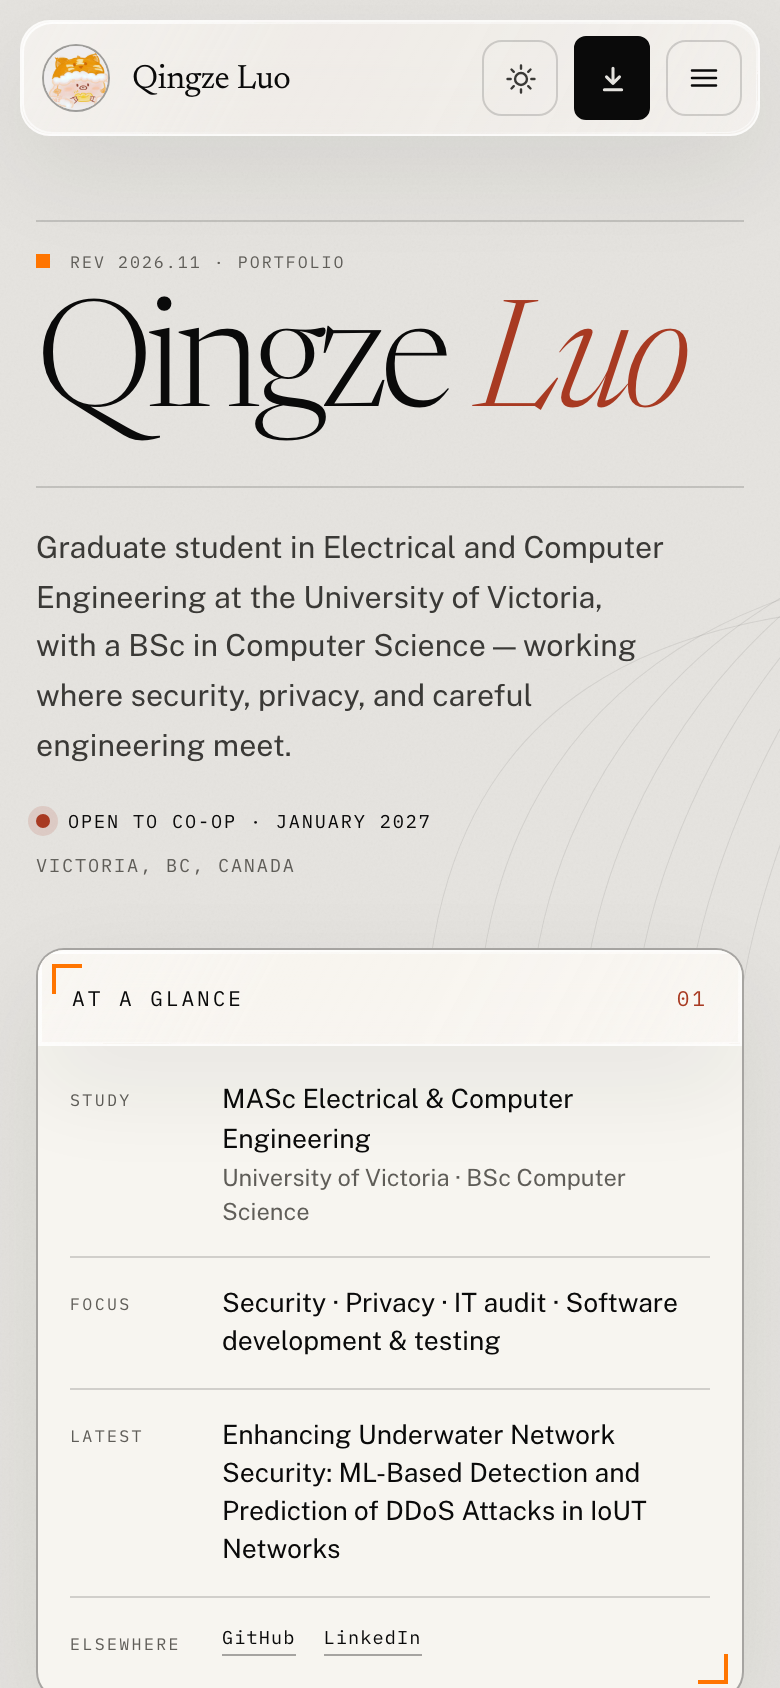 Qingze Luo
REV 2026.11 · PORTFOLIO
Qingze Luo
Graduate student in Electrical and Computer
Engineering at the University of Victoria,
with a BSc in Computer Science — working
where security, privacy, and careful
engineering meet.
OPEN TO CO-OP · JANUARY 2027
VICTORIA, BC, CANADA
AT A GLANCE 01
STUDY MASc Electrical & Computer
Engineering
University of Victoria · BSc Computer
Science
FOCUS Security · Privacy · IT audit · Software
development & testing
LATEST Enhancing Underwater Network
Security: ML-Based Detection and
Prediction of DDoS Attacks in IoUT
Networks
ELSEWHERE GitHub LinkedIn